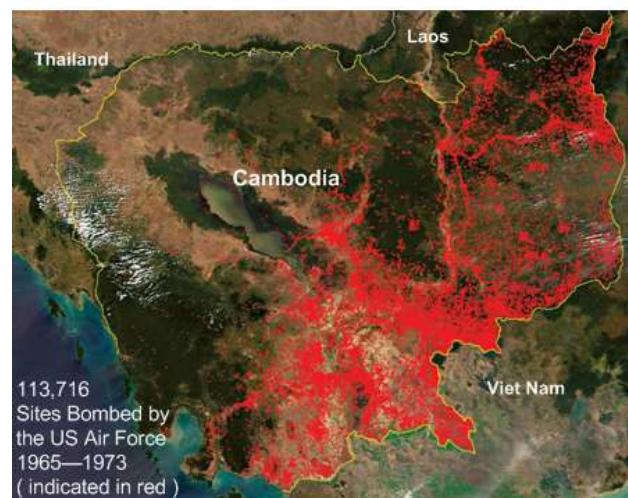 Laos
Thailand
Cambodia
Viet Nam
113,716
Sites Bombed by
the US Air Force
1965—1973
( indicated in red )